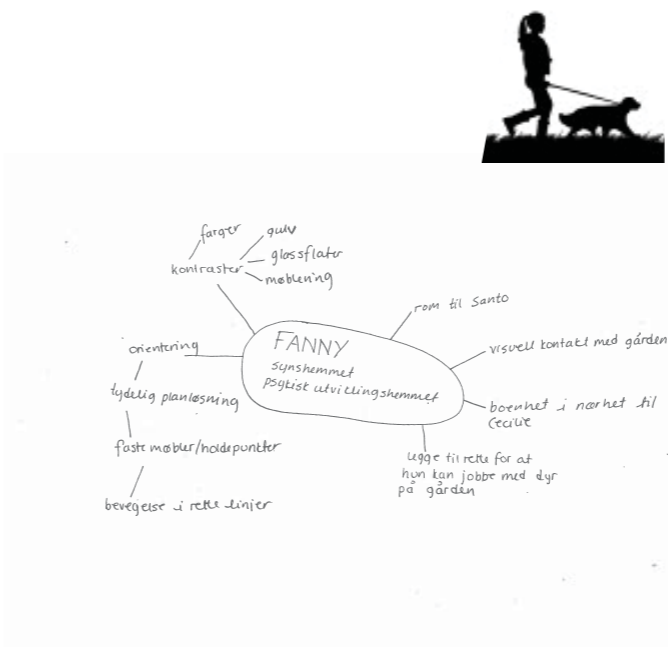 farger
gulv
glassflater
kontraster
møblering
rom til Santo
FANNY
synshemmet
psykisk utviklingshemmet
orientering
visuell kontakt med gården
tydelig planløsning
boenhet i nærhet til
Cecilie
faste møbler/holdepunkter
legge til rette for at
hun kan jobbe med dyr
på gården
bevegelse i rette linjer